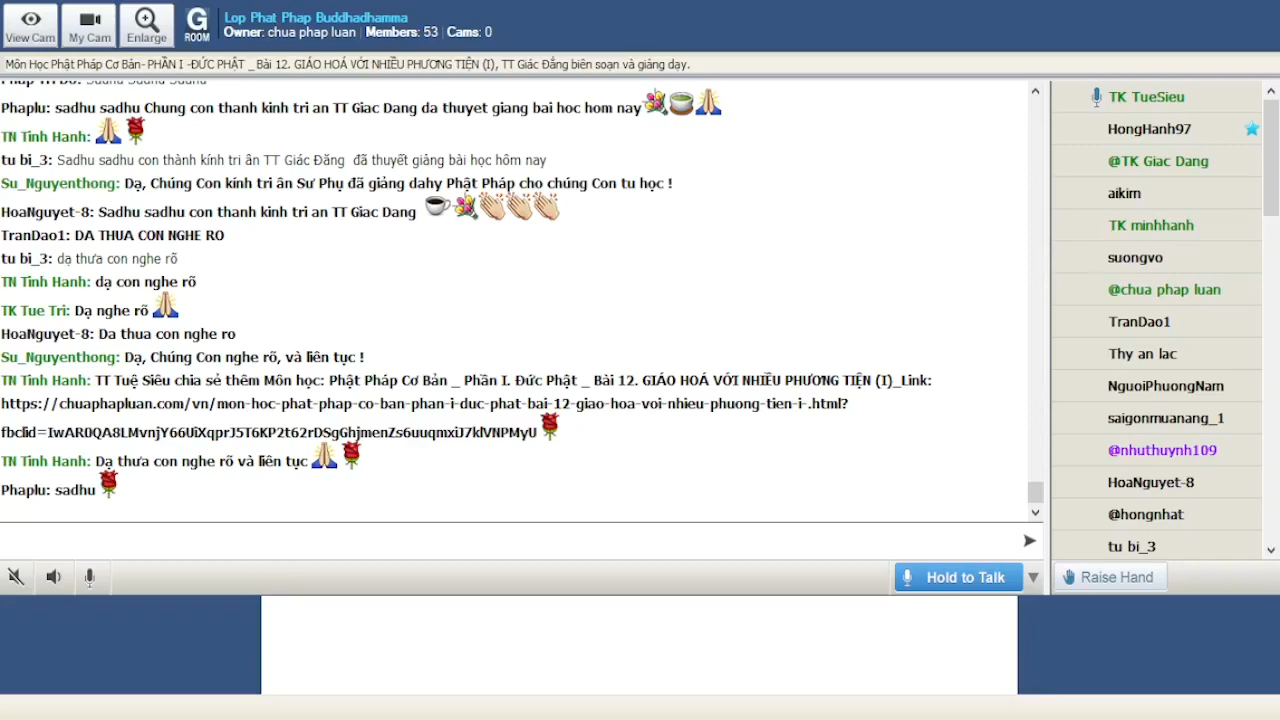 View Cam
My Cam
Enlarge
G
ROOM
Lop Phat Phap Buddhadhamma
Owner: chua phap luan | Members: 53 | Cams: 0
Môn Học Phật Pháp Cơ Bản- PHẦN I -ĐỨC PHẬT _ Bài 12. GIÁO HOÁ VỚI NHIỀU PHƯƠNG TIỆN (I), TT Giác Đẳng biên soạn và giảng dạy.
Phaplu: sadhu sadhu Chung con thanh kinh tri an TT Giac Dang da thuyet giang bai hoc hom nay
TN Tinh Hanh:
tu bi_3: Sadhu sadhu con thành kính tri ân TT Giác Đăng đã thuyết giảng bài học hôm nay
Su_Nguyenthong: Dạ, Chúng Con kính tri ân Sư Phụ đã giảng dahy Phật Pháp cho chúng Con tu học !
HoaNguyet-8: Sadhu sadhu con thanh kinh tri an TT Giac Dang
TranDao1: DA THUA CON NGHE RO
tu bi_3: dạ thưa con nghe rõ
TN Tinh Hanh: dạ con nghe rõ
TK Tue Tri: Dạ nghe rõ
HoaNguyet-8: Da thua con nghe ro
Su_Nguyenthong: Dạ, Chúng Con nghe rõ, và liên tục !
TN Tinh Hanh: TT Tuệ Siêu chia sẻ thêm Môn học: Phật Pháp Cơ Bản _ Phần I. Đức Phật _ Bài 12. GIÁO HOÁ VỚI NHIỀU PHƯƠNG TIỆN (I)_Link:
https://chuaphapluan.com/vn/mon-hoc-phat-phap-co-ban-phan-i-duc-phat-bai-12-giao-hoa-voi-nhieu-phuong-tien-i-.html?
fbclid=IwAR0QA8LMvnjY66UiXqprJ5T6KP2t62rDSgGhjmenZs6uuqmxiJ7klVNPMyU
TN Tinh Hanh: Dạ thưa con nghe rõ và liên tục
Phaplu: sadhu
Hold to Talk
TK TueSieu
HongHanh97
@TK Giac Dang
aikim
TK minhhanh
suongvo
@chua phap luan
TranDao1
Thy an lac
NguoiPhuongNam
saigonmuanang_1
@nhuthuynh109
HoaNguyet-8
@hongnhat
tu bi_3
Raise Hand